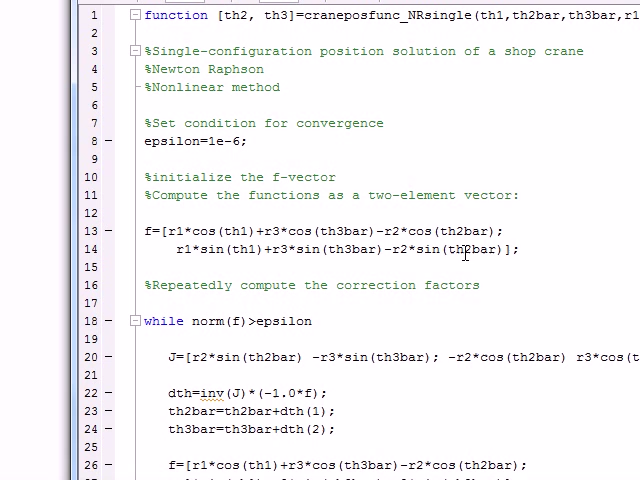 1 function [th2, th3]=craneposfunc_NRsingle(th1,th2bar,th3bar,r1
2
3 %Single-configuration position solution of a shop crane
4 %Newton Raphson
5 %Nonlinear method
6
7 %Set condition for convergence
8 epsilon=1e-6;
9
10 %initialize the f-vector
11 %Compute the functions as a two-element vector:
12
13 f=[r1*cos(th1)+r3*cos(th3bar)-r2*cos(th2bar);
14 r1*sin(th1)+r3*sin(th3bar)-r2*sin(th2bar)];
15
16 %Repeatedly compute the correction factors
17
18 while norm(f)>epsilon
19
20 J=[r2*sin(th2bar) -r3*sin(th3bar); -r2*cos(th2bar) r3*cos(t
21
22 dth=inv(J)*(-1.0*f);
23 th2bar=th2bar+dth(1);
24 th3bar=th3bar+dth(2);
25
26 f=[r1*cos(th1)+r3*cos(th3bar)-r2*cos(th2bar);